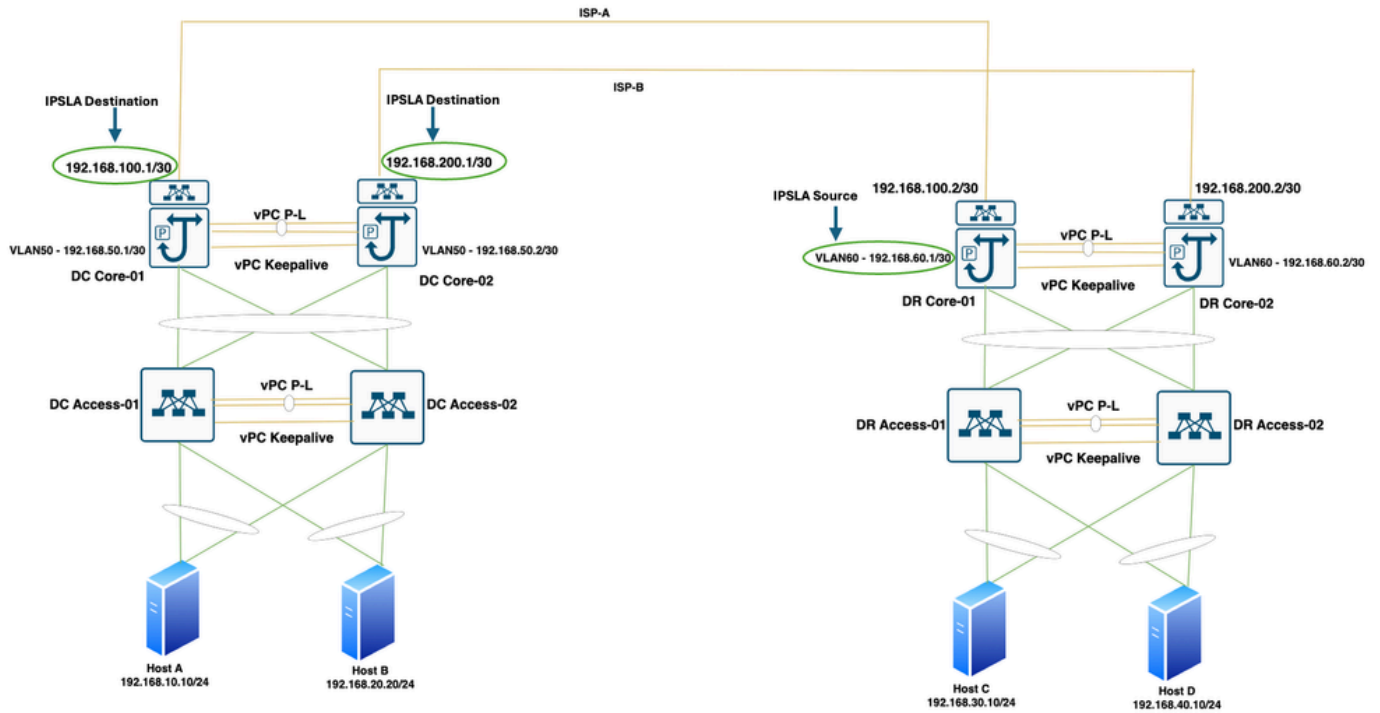 ISP-A
ISP-B
IPSLA Destination
IPSLA Destination
192.168.100.1/30
192.168.200.1/30
IPSLA Source
192.168.100.2/30
192.168.200.2/30
vPC P-L
P
P
VLAN50 - 192.168.50.1/30
VLAN50 - 192.168.50.2/30
vPC Keepalive
DC Core-01
DC Core-02
vPC P-L
P
P
VLAN60 - 192.168.60.1/30
VLAN60 - 192.168.60.2/30
vPC Keepalive
DR Core-01
DR Core-02
vPC P-L
DC Access-01
DC Access-02
vPC Keepalive
vPC P-L
DR Access-01
DR Access-02
vPC Keepalive
Host A
192.168.10.10/24
Host B
192.168.20.20/24
Host C
192.168.30.10/24
Host D
192.168.40.10/24